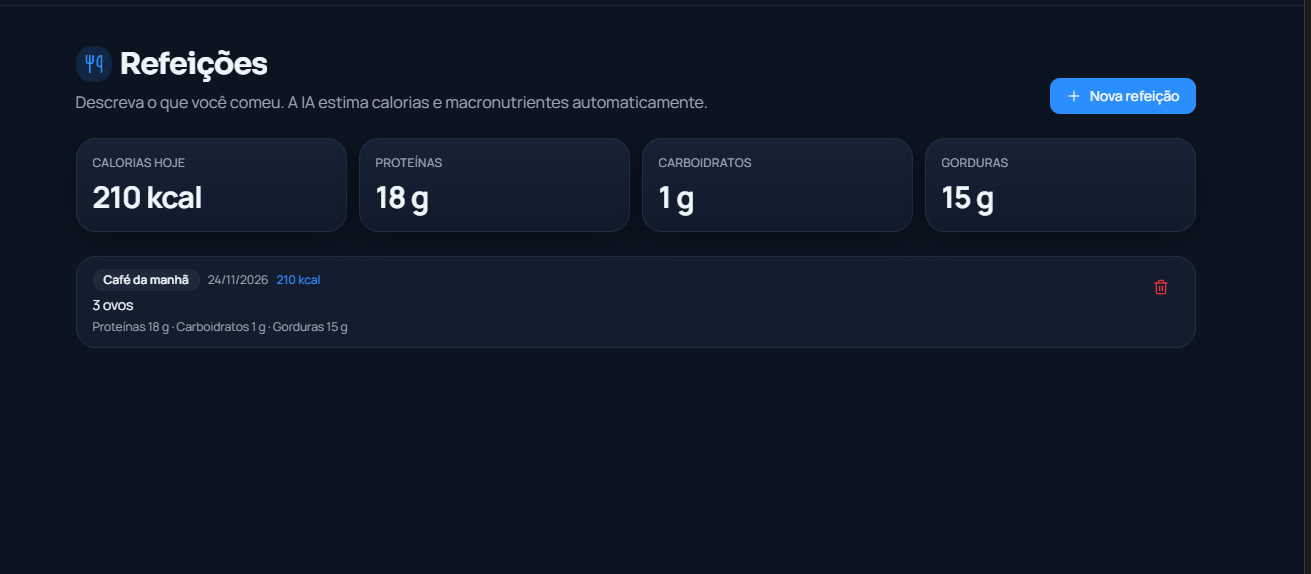 Refeições
Descreva o que você comeu. A IA estima calorias e macronutrientes automaticamente.
+ Nova refeição
CALORIAS HOJE
210 kcal
PROTEÍNAS
18 g
CARBOIDRATOS
1 g
GORDURAS
15 g
Café da manhã 24/11/2026 210 kcal
3 ovos
Proteínas 18 g · Carboidratos 1 g · Gorduras 15 g